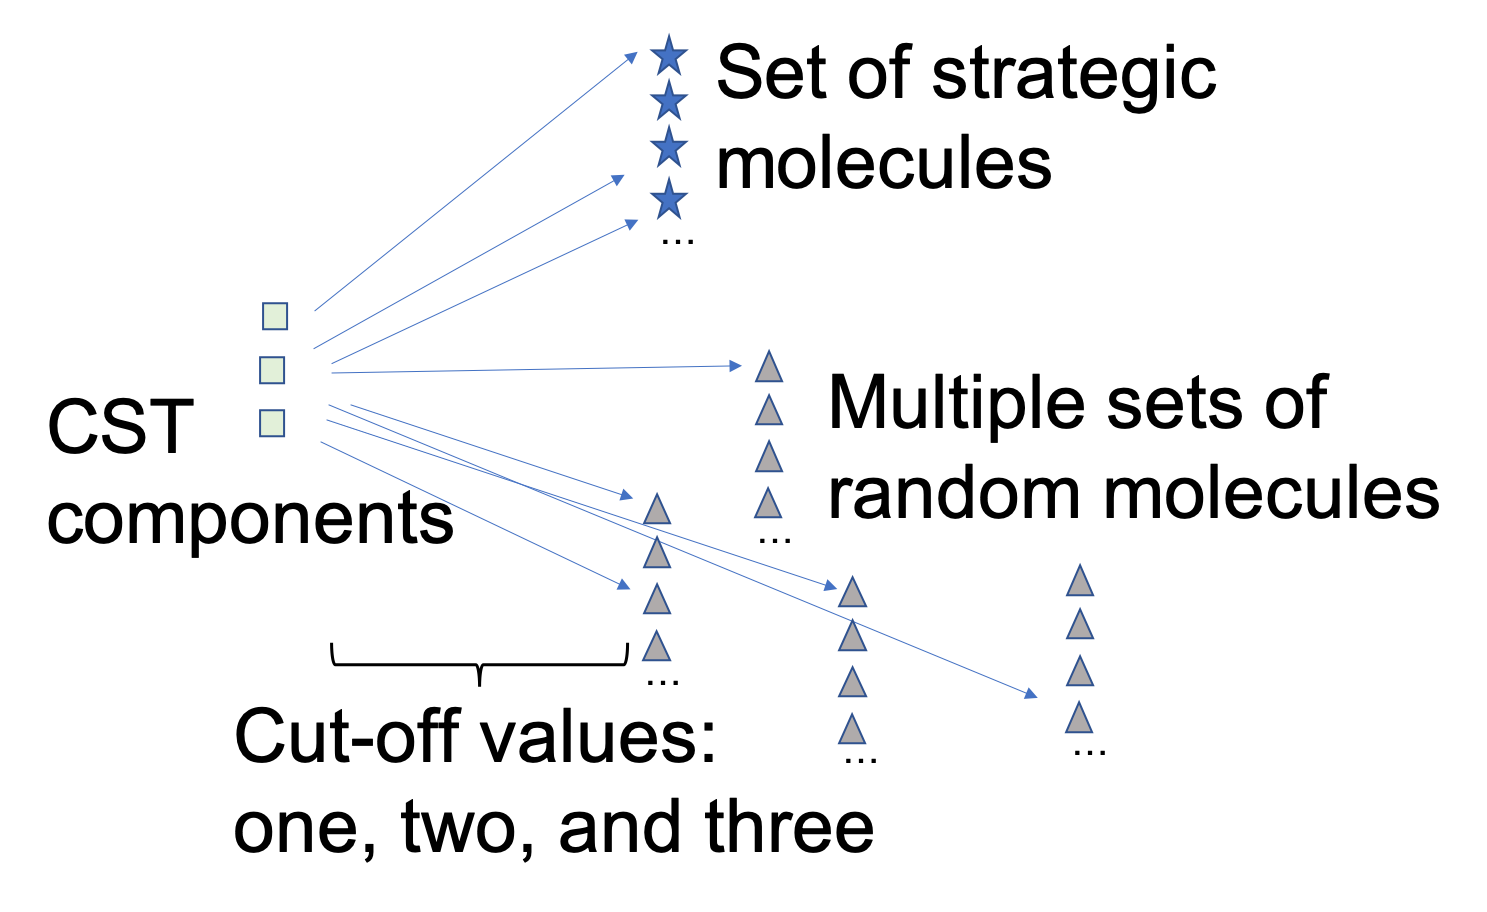 Set of strategic
molecules
...
CST
components
Multiple sets of
random molecules
...
...
...
...
Cut-off values:
one, two, and three